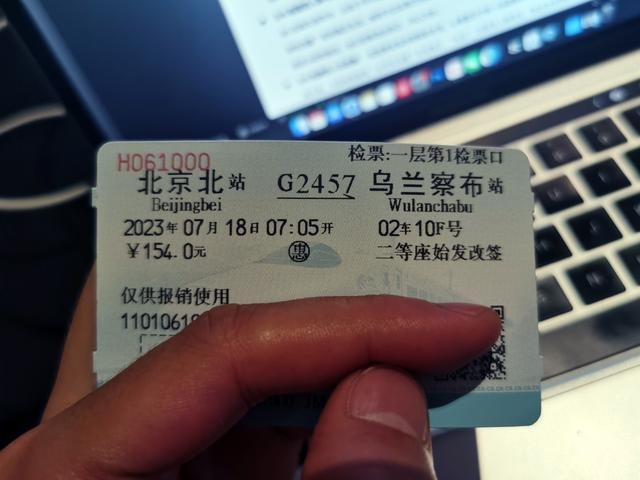 H061000 检票:一层第1检票口
北京北站 G2457 乌兰察布站
Beijingbei Wulanchabu
2023年07月18日07:05开 02车10F号
￥154.0元 惠 二等座始发改签
仅供报销使用
1101061